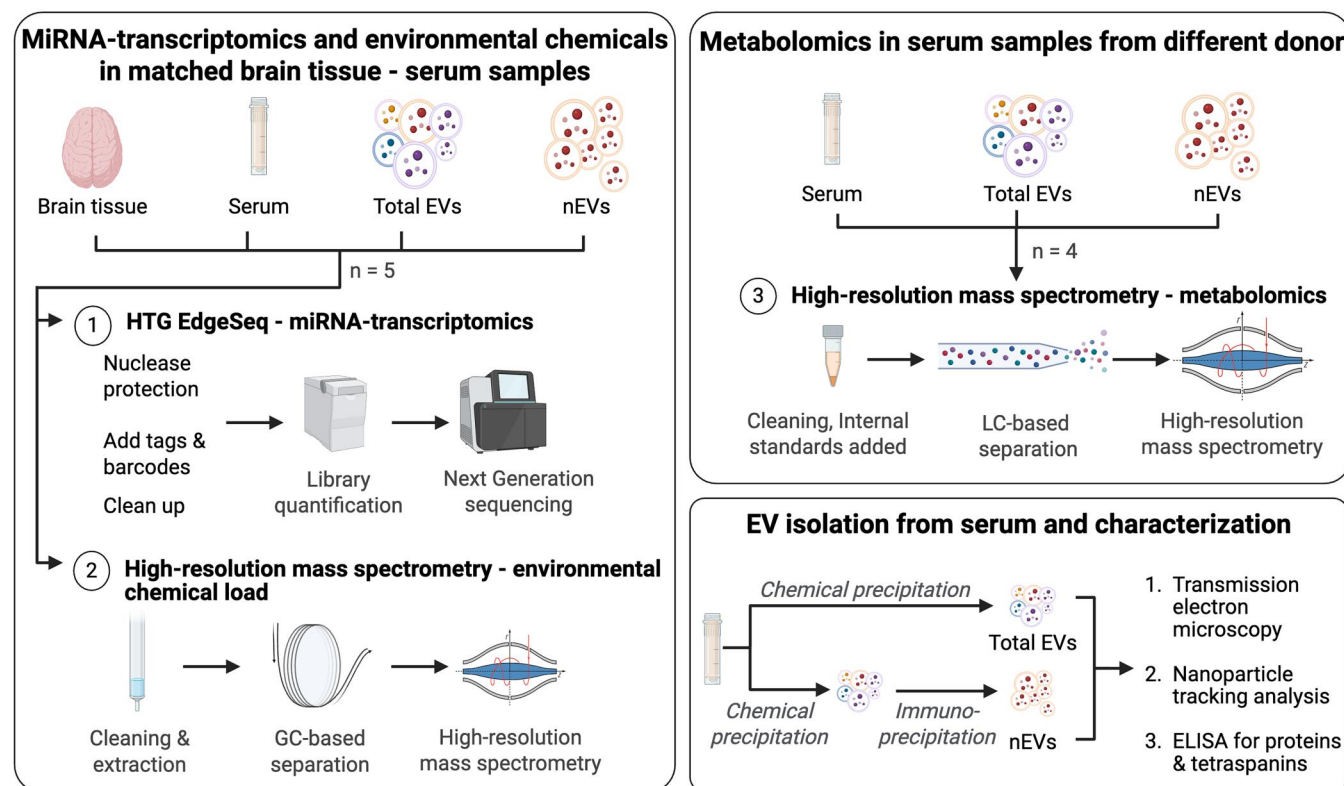 MiRNA-transcriptomics and environmental chemicals
in matched brain tissue - serum samples
Brain tissue
Serum
Total EVs
nEVs
n = 5
1
HTG EdgeSeq - miRNA-transcriptomics
Nuclease
protection
Add tags &
barcodes
Clean up
Library
quantification
Next Generation
sequencing
2
High-resolution mass spectrometry - environmental
chemical load
r
z
Cleaning &
extraction
GC-based
separation
High-resolution
mass spectrometry
Metabolomics in serum samples from different donor
Serum
Total EVs
nEVs
n = 4
3
High-resolution mass spectrometry - metabolomics
r
z
Cleaning, Internal
standards added
LC-based
separation
High-resolution
mass spectrometry
EV isolation from serum and characterization
Chemical precipitation
Total EVs
Chemical
precipitation
Immuno-
precipitation
nEVs
1. Transmission
electron
microscopy
2. Nanoparticle
tracking analysis
3. ELISA for proteins
& tetraspanins